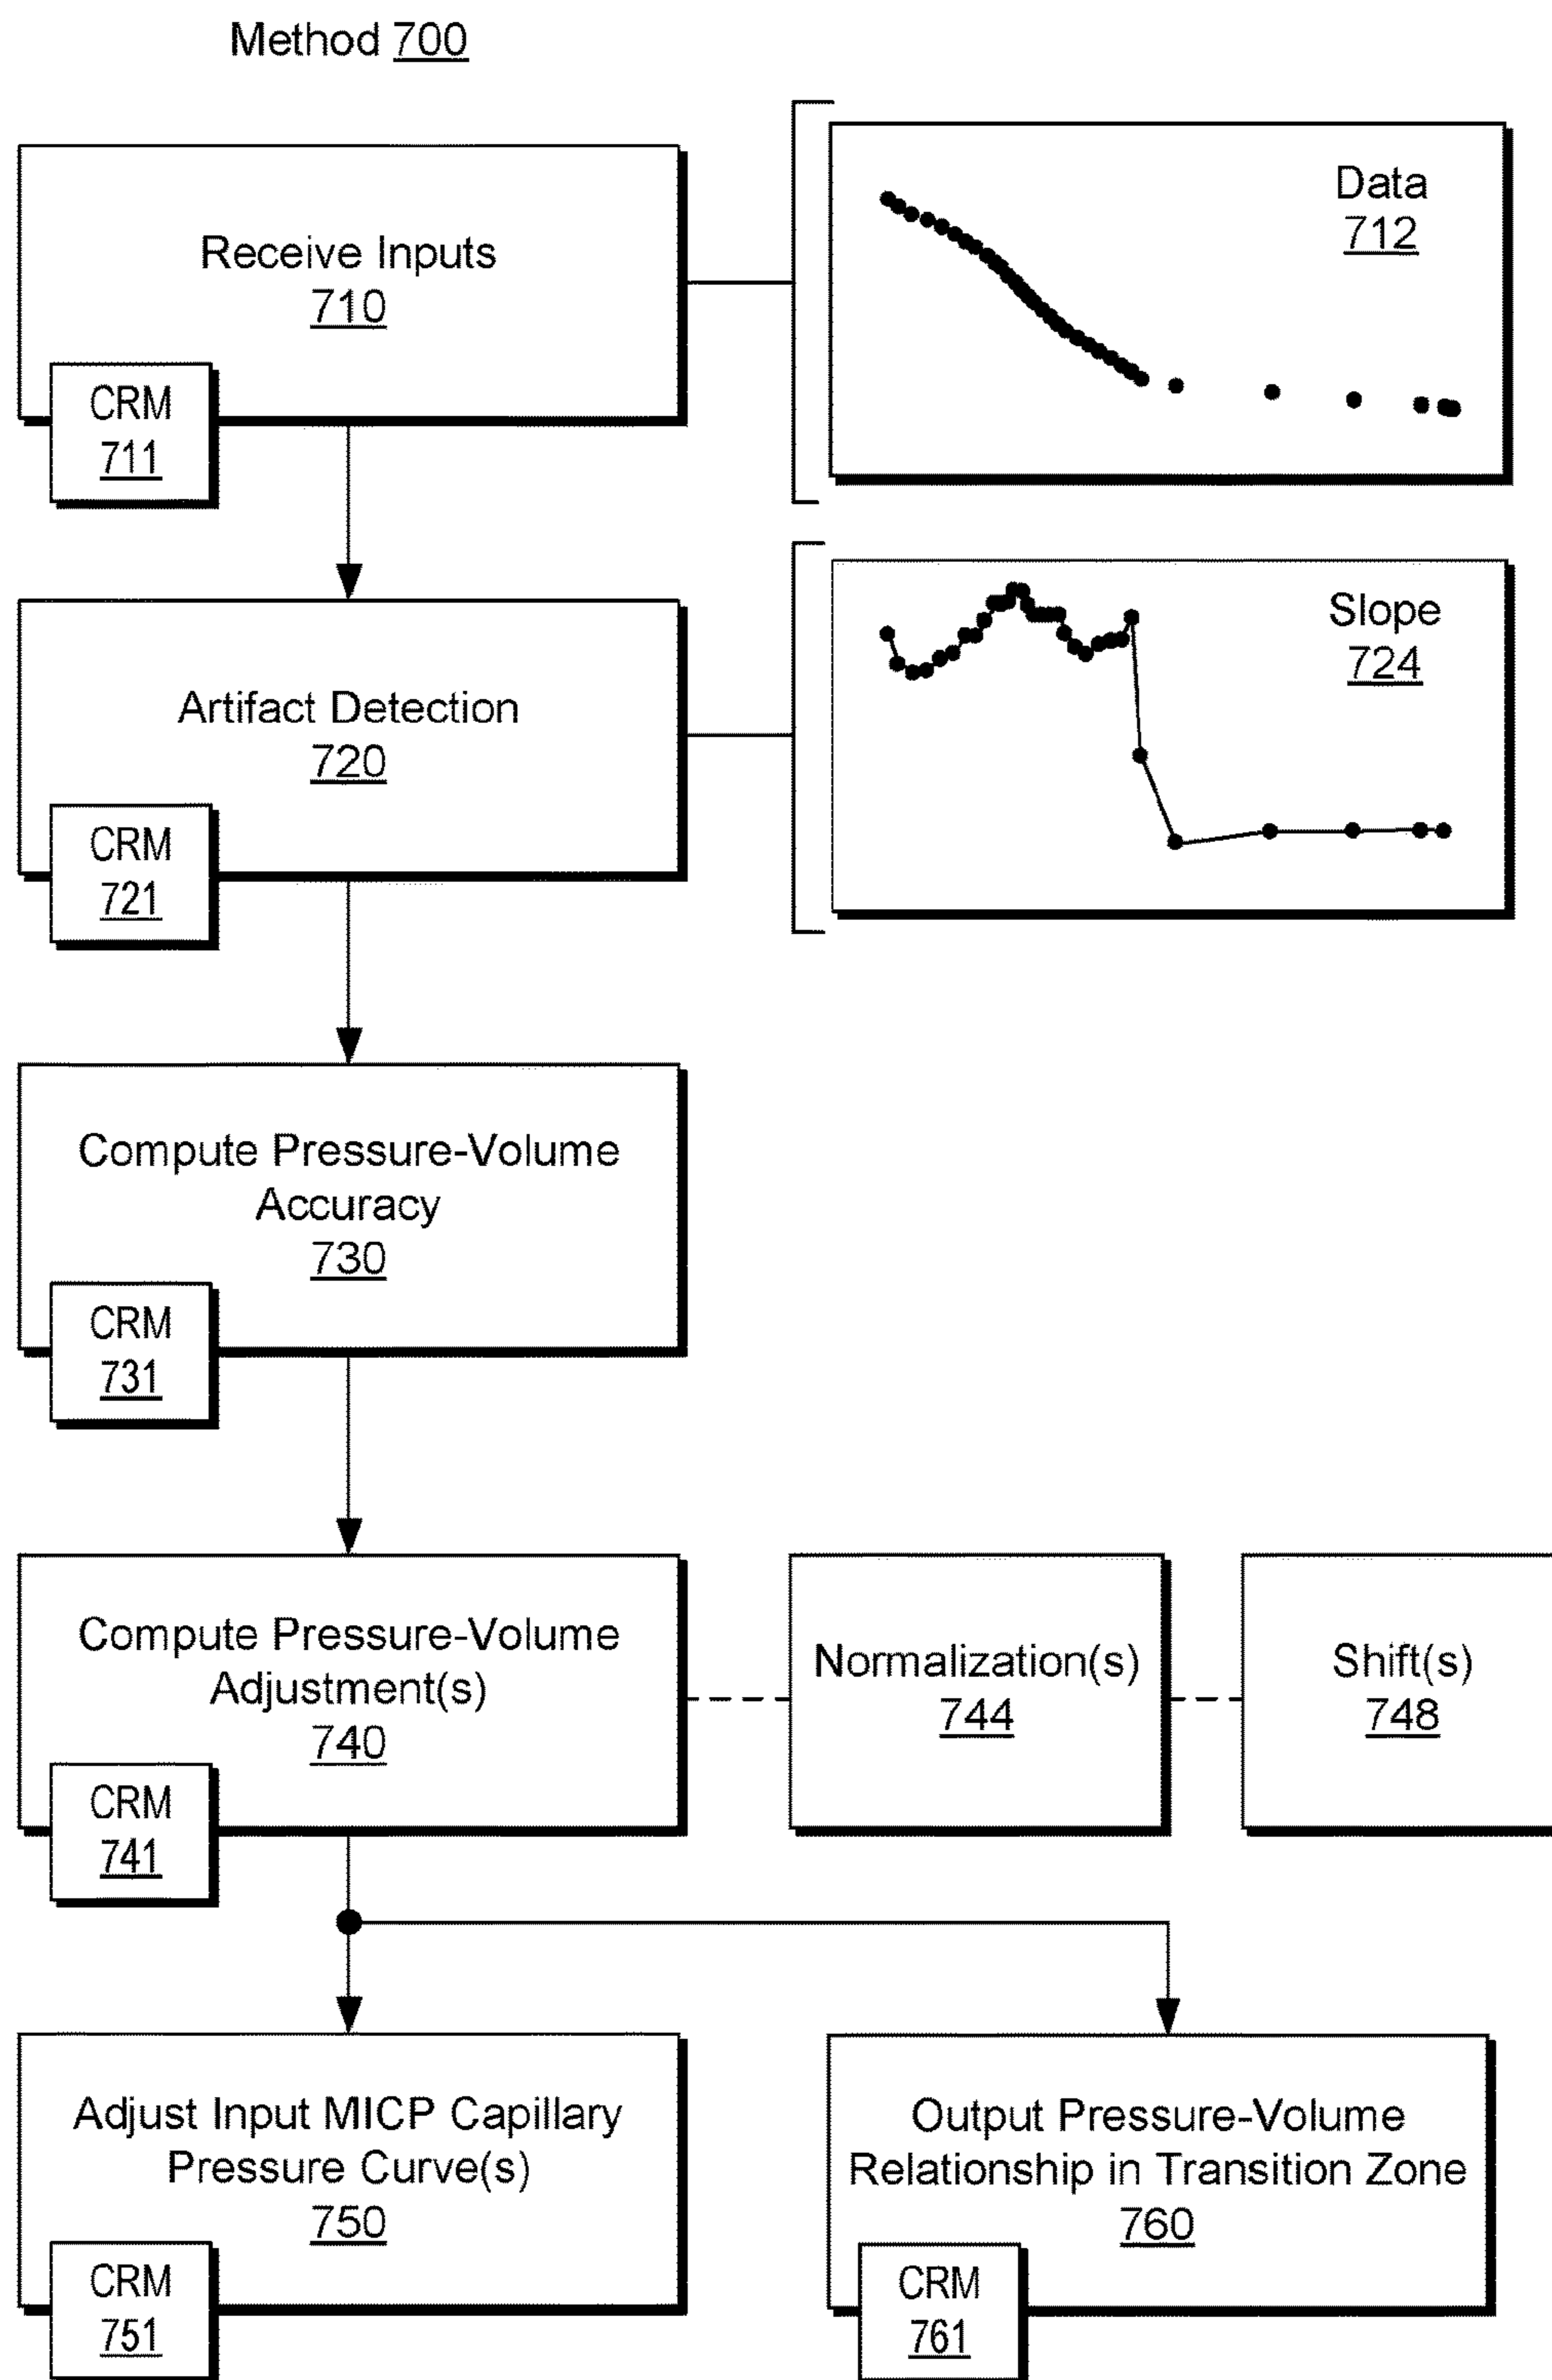 Method 700
Receive Inputs
710
CRM
711
Data
712
Artifact Detection
720
CRM
721
Slope
724
Compute Pressure-Volume
Accuracy
730
CRM
731
Compute Pressure-Volume
Adjustment(s)
740
CRM
741
Normalization(s)
744
Shift(s)
748
Adjust Input MICP Capillary
Pressure Curve(s)
750
CRM
751
Output Pressure-Volume
Relationship in Transition Zone
760
CRM
761